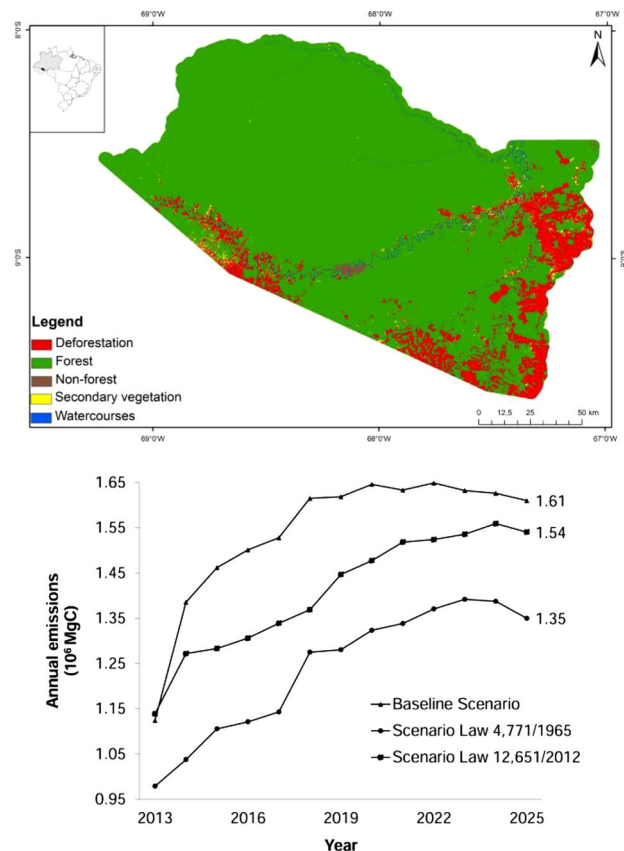 69°0'W 68°0'W 67°0'W
8°0'S
N
9°0'S 9°0'S
Legend
Deforestation
Forest
Non-forest
Secondary vegetation
Watercourses
0 12,5 25 50 km
69°0'W 68°0'W 67°0'W
1.65
1.55
1.45
1.35
1.25
1.15
1.05
0.95
Annual emissions
(10⁶ MgC)
1.61
1.54
1.35
Baseline Scenario
Scenario Law 4,771/1965
Scenario Law 12,651/2012
2013 2016 2019 2022 2025
Year